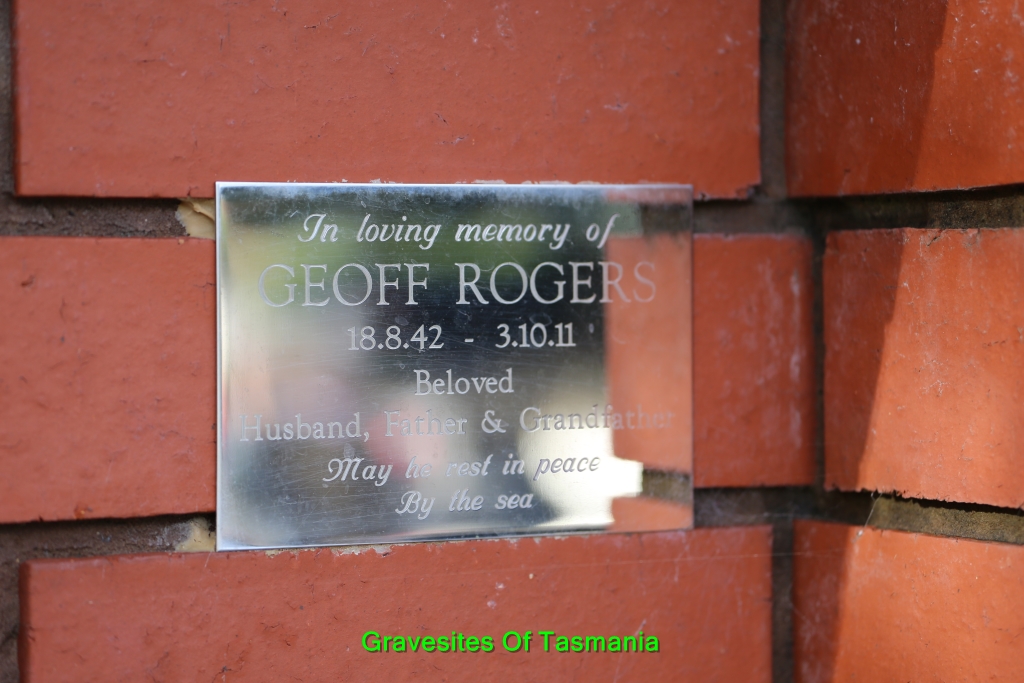 In loving memory of
GEOFF ROGERS
18.8.42 - 3.10.11
Beloved
Husband, Father & Grandfather
May he rest in peace
By the sea
Gravesites Of Tasmania